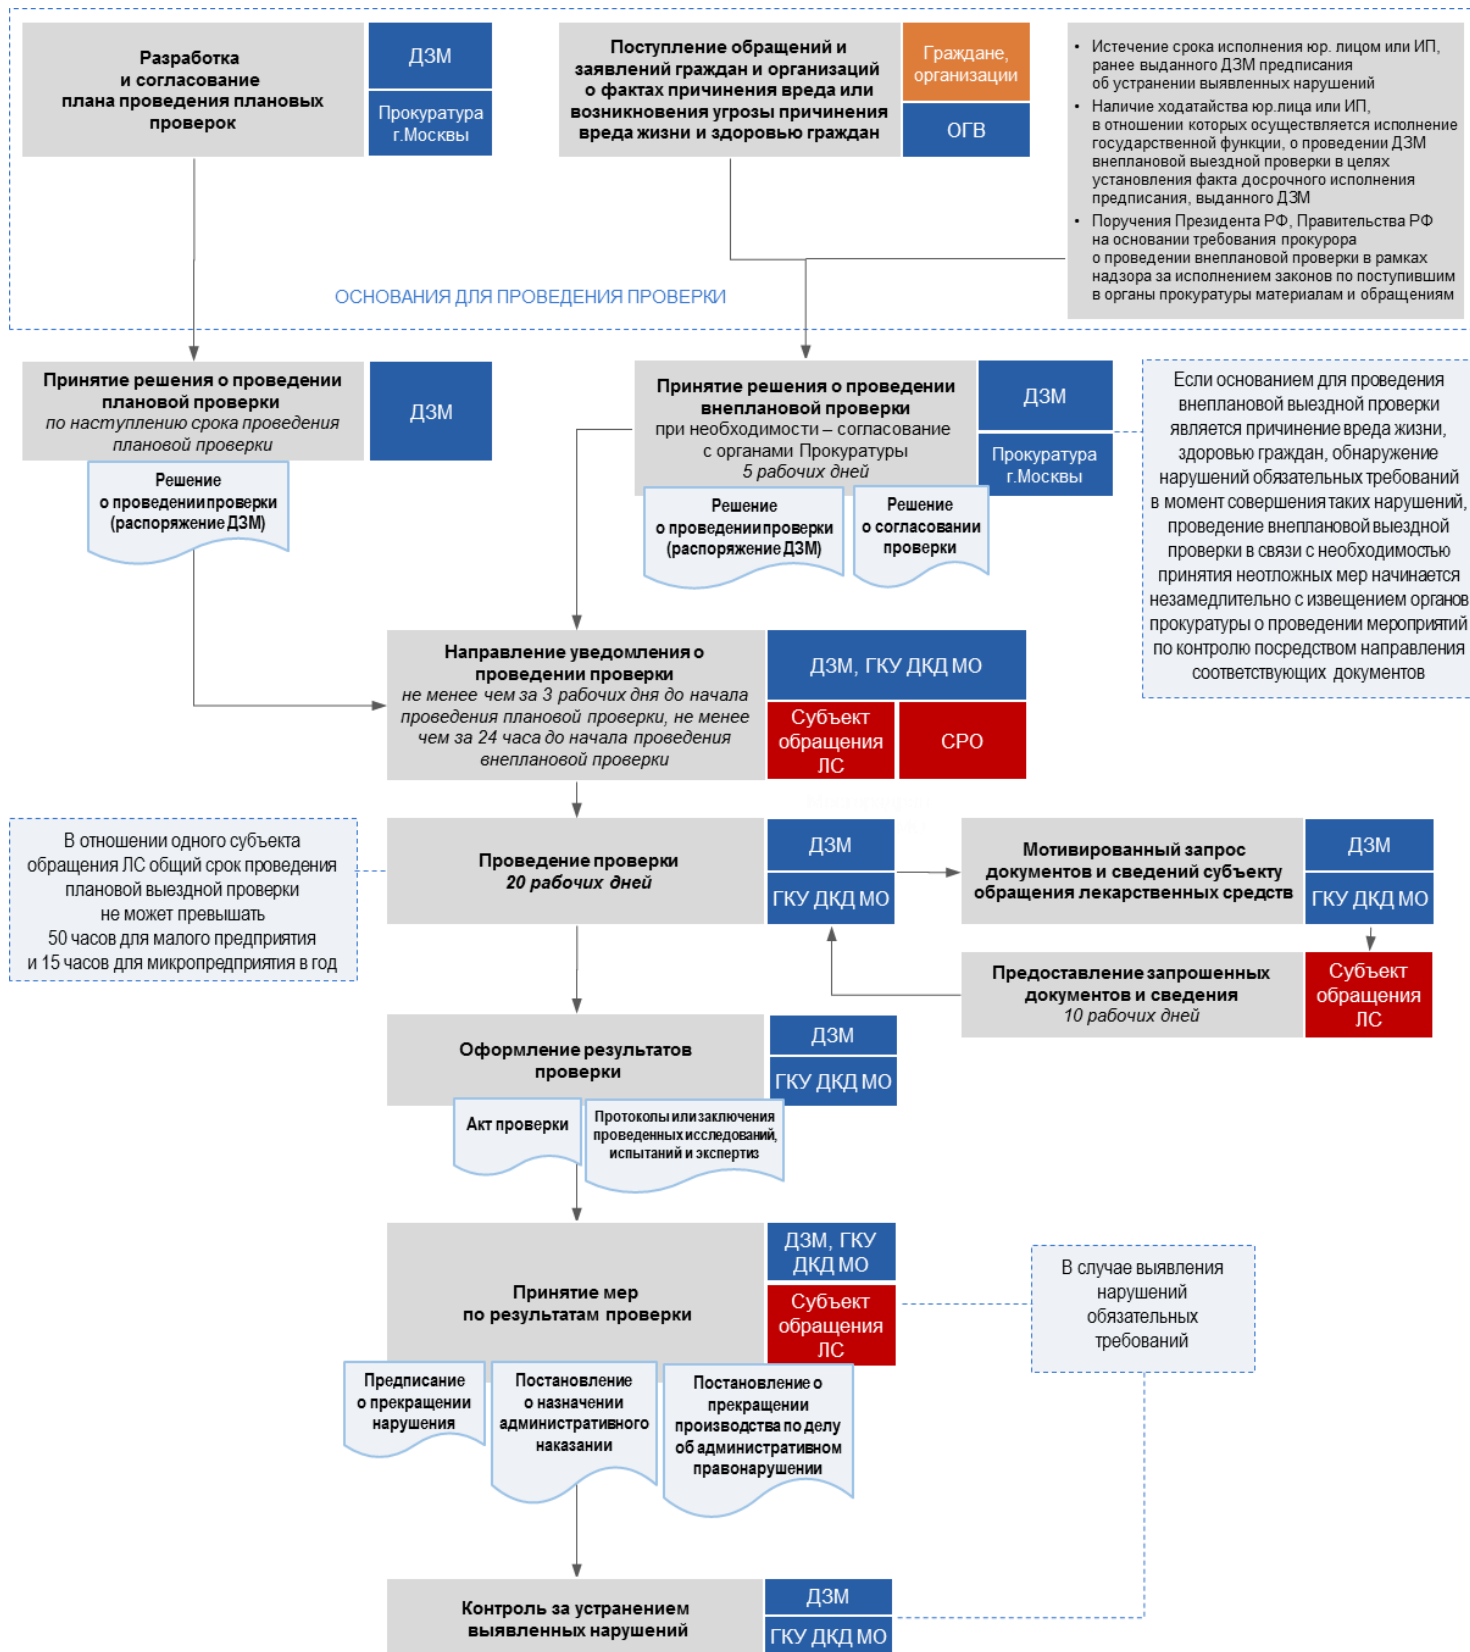 Разработка
и согласование
плана проведения плановых
проверок
ДЗМ
Прокуратура
г.Москвы
Поступление обращений и
заявлений граждан и организаций
о фактах причинения вреда или
возникновения угрозы причинения
вреда жизни и здоровью граждан
Граждане,
организации
ОГВ
• Истечение срока исполнения юр. лицом или ИП,
ранее выданного ДЗМ предписания
об устранении выявленных нарушений
• Наличие ходатайства юр.лица или ИП,
в отношении которых осуществляется исполнение
государственной функции, о проведении ДЗМ
внеплановой выездной проверки в целях
установления факта досрочного исполнения
предписания, выданного ДЗМ
• Поручения Президента РФ, Правительства РФ
на основании требования прокурора
о проведении внеплановой проверки в рамках
надзора за исполнением законов по поступившим
в органы прокуратуры материалам и обращениям
ОСНОВАНИЯ ДЛЯ ПРОВЕДЕНИЯ ПРОВЕРКИ
Принятие решения о проведении
плановой проверки
по наступлению срока проведения
плановой проверки
ДЗМ
Решение
о проведении проверки
(распоряжение ДЗМ)
Принятие решения о проведении
внеплановой проверки
при необходимости – согласование
с органами Прокуратуры
5 рабочих дней
ДЗМ
Прокуратура
г.Москвы
Решение
о проведении проверки
(распоряжение ДЗМ)
Решение
о согласовании
проверки
Если основанием для проведения
внеплановой выездной проверки
является причинение вреда жизни,
здоровью граждан, обнаружение
нарушений обязательных требований
в момент совершения таких нарушений,
проведение внеплановой выездной
проверки в связи с необходимостью
принятия неотложных мер начинается
незамедлительно с извещением органов
прокуратуры о проведении мероприятий
по контролю посредством направления
соответствующих документов
Направление уведомления о
проведении проверки
не менее чем за 3 рабочих дня до начала
проведения плановой проверки, не менее
чем за 24 часа до начала проведения
внеплановой проверки
ДЗМ, ГКУ ДКД МО
Субъект
обращения
ЛС
СРО
В отношении одного субъекта
обращения ЛС общий срок проведения
плановой выездной проверки
не может превышать
50 часов для малого предприятия
и 15 часов для микропредприятия в год
Проведение проверки
20 рабочих дней
ДЗМ
ГКУ ДКД МО
Мотивированный запрос
документов и сведений субъекту
обращения лекарственных средств
ДЗМ
ГКУ ДКД МО
Предоставление запрошенных
документов и сведения
10 рабочих дней
Субъект
обращения
ЛС
Оформление результатов
проверки
ДЗМ
ГКУ ДКД МО
Акт проверки
Протоколы или заключения
проведенных исследований,
испытаний и экспертиз
Принятие мер
по результатам проверки
ДЗМ, ГКУ
ДКД МО
Субъект
обращения
ЛС
В случае выявления
нарушений
обязательных
требований
Предписание
о прекращении
нарушения
Постановление
о назначении
административного
наказании
Постановление о
прекращении
производства по делу
об административном
правонарушении
Контроль за устранением
выявленных нарушений
ДЗМ
ГКУ ДКД МО